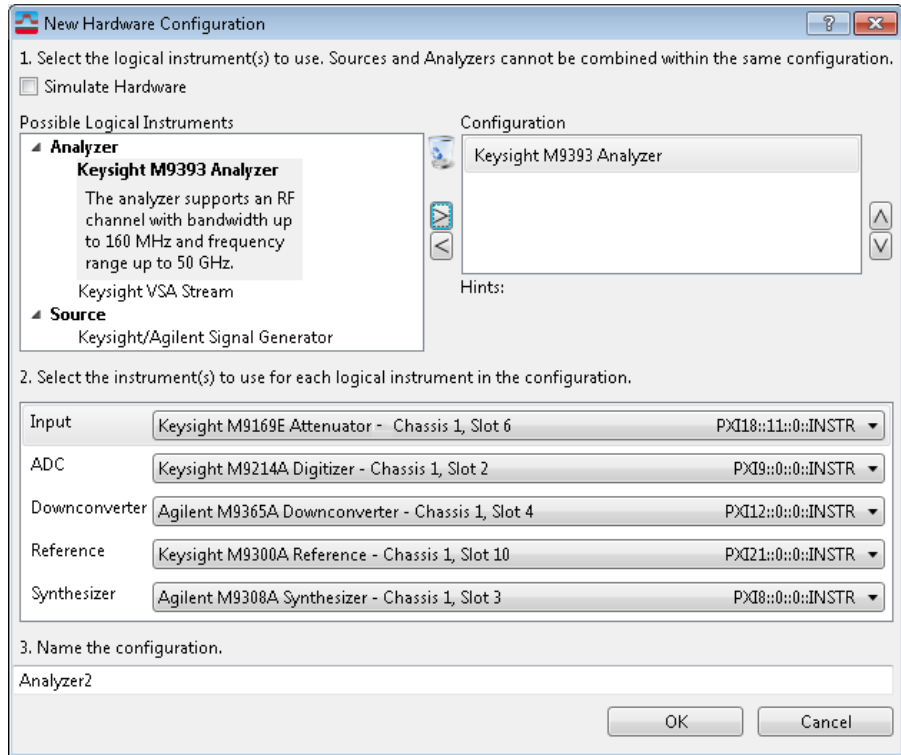 New Hardware Configuration
1. Select the logical instrument(s) to use. Sources and Analyzers cannot be combined within the same configuration.
Simulate Hardware
Possible Logical Instruments
Analyzer
Keysight M9393 Analyzer
The analyzer supports an RF
channel with bandwidth up
to 160 MHz and frequency
range up to 50 GHz.
Keysight VSA Stream
Source
Keysight/Agilent Signal Generator
Configuration
Keysight M9393 Analyzer
Hints:
2. Select the instrument(s) to use for each logical instrument in the configuration.
Input Keysight M9169E Attenuator - Chassis 1, Slot 6 PXI18::11::0::INSTR
ADC Keysight M9214A Digitizer - Chassis 1, Slot 2 PXI9::0::0::INSTR
Downconverter Agilent M9365A Downconverter - Chassis 1, Slot 4 PXI12::0::0::INSTR
Reference Keysight M9300A Reference - Chassis 1, Slot 10 PXI21::0::0::INSTR
Synthesizer Agilent M9308A Synthesizer - Chassis 1, Slot 3 PXI8::0::0::INSTR
3. Name the configuration.
Analyzer2
OK Cancel